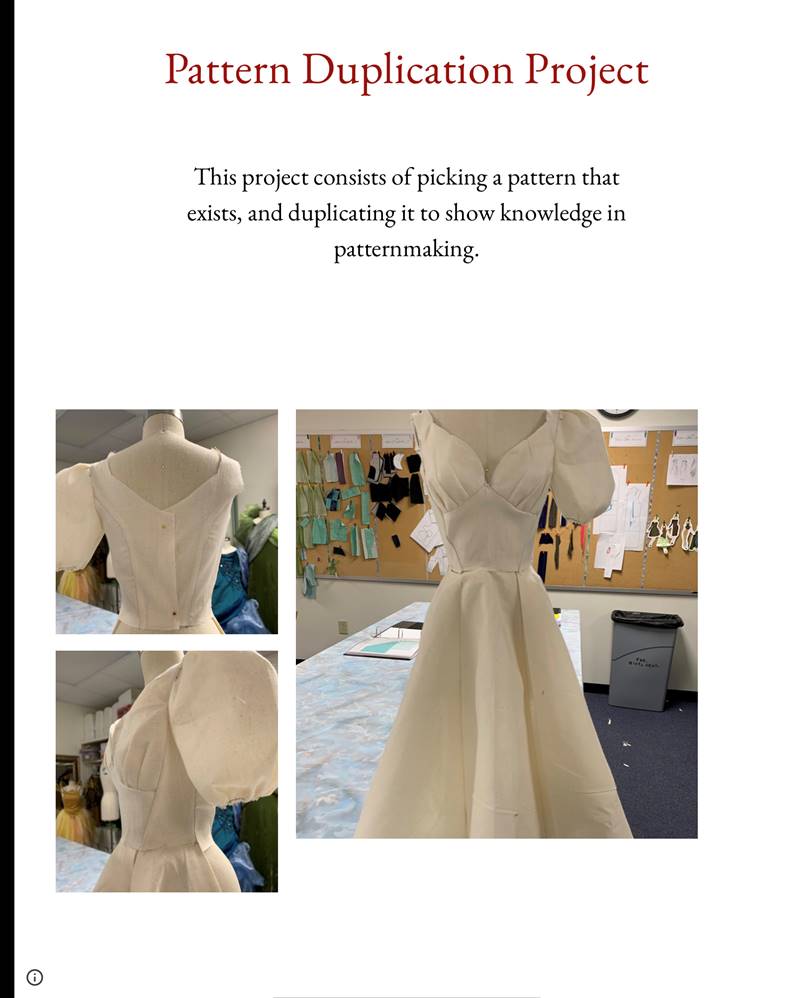 Pattern Duplication Project
This project consists of picking a pattern that
exists, and duplicating it to show knowledge in
patternmaking.